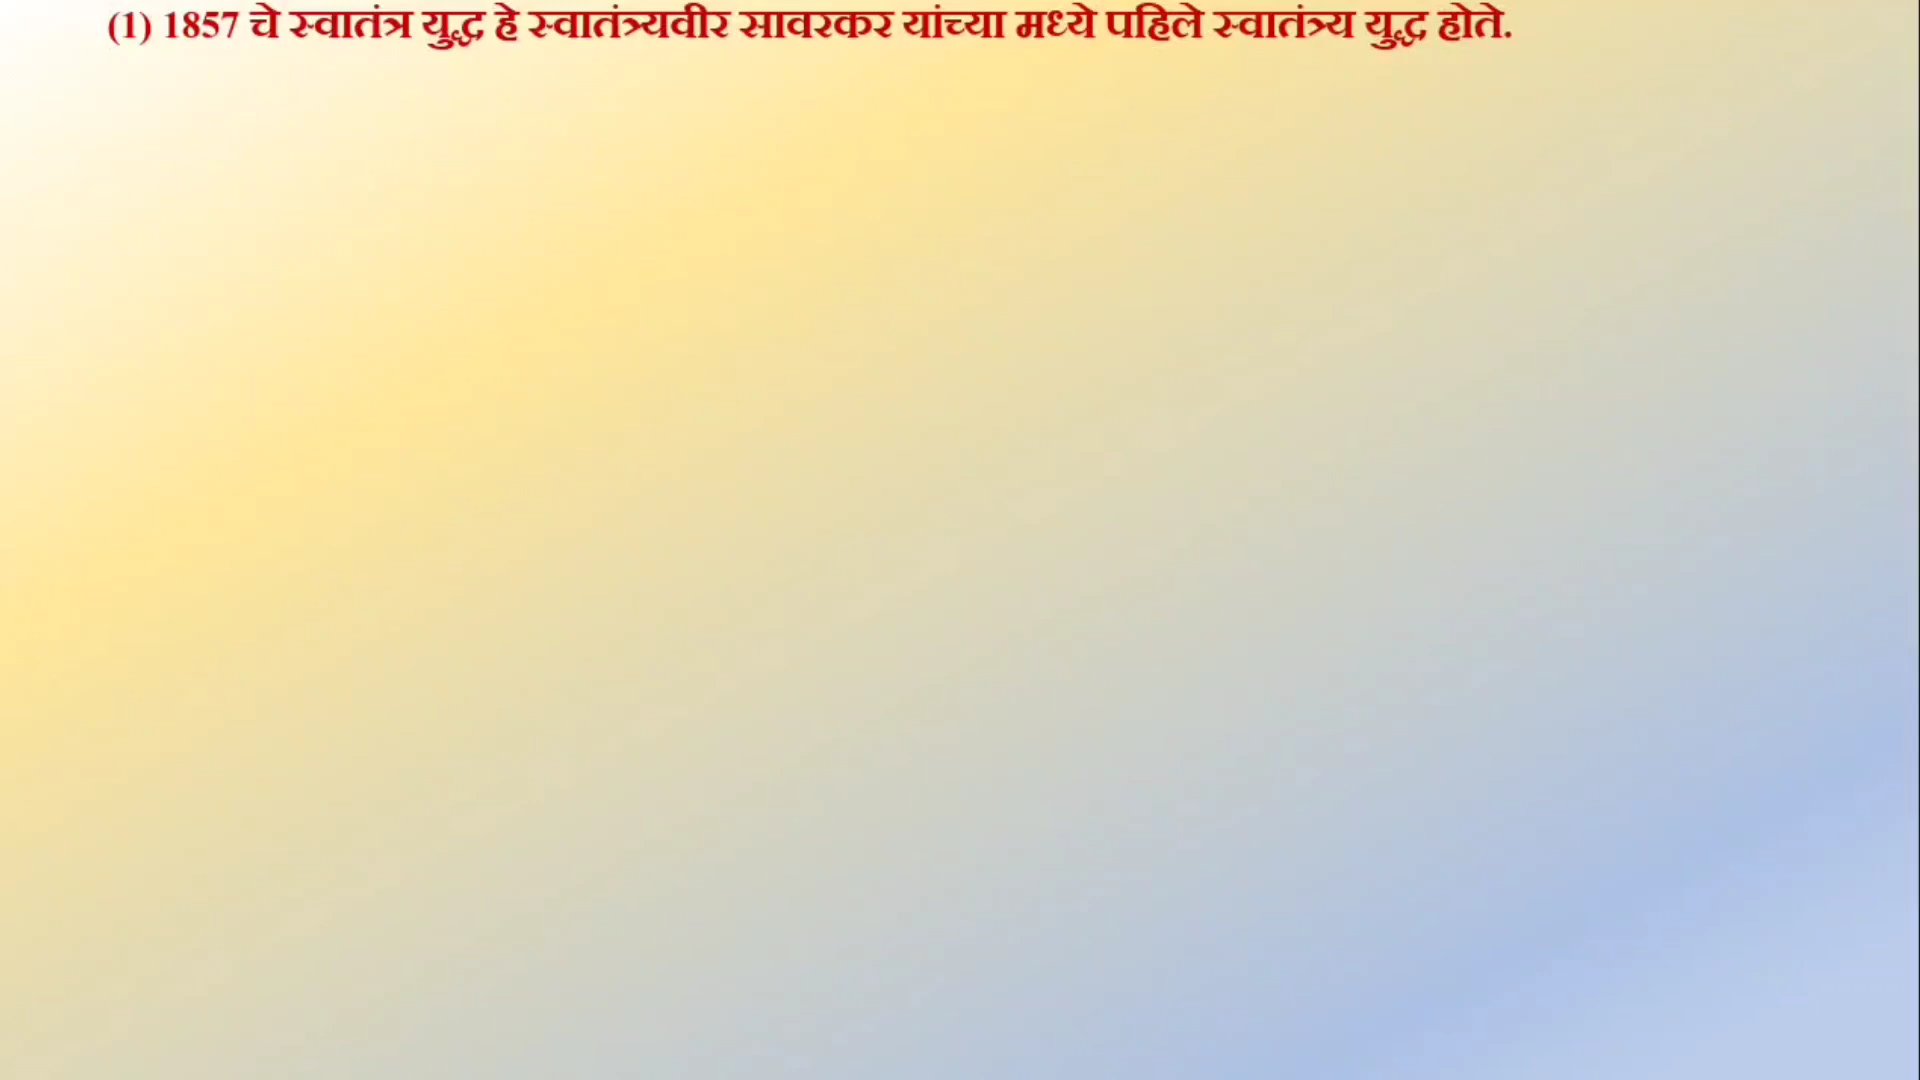 (1) 1857 चे स्वातंत्र युद्ध हे स्वातंत्र्यवीर सावरकर यांच्या मध्ये पहिले स्वातंत्र्य युद्ध होते.